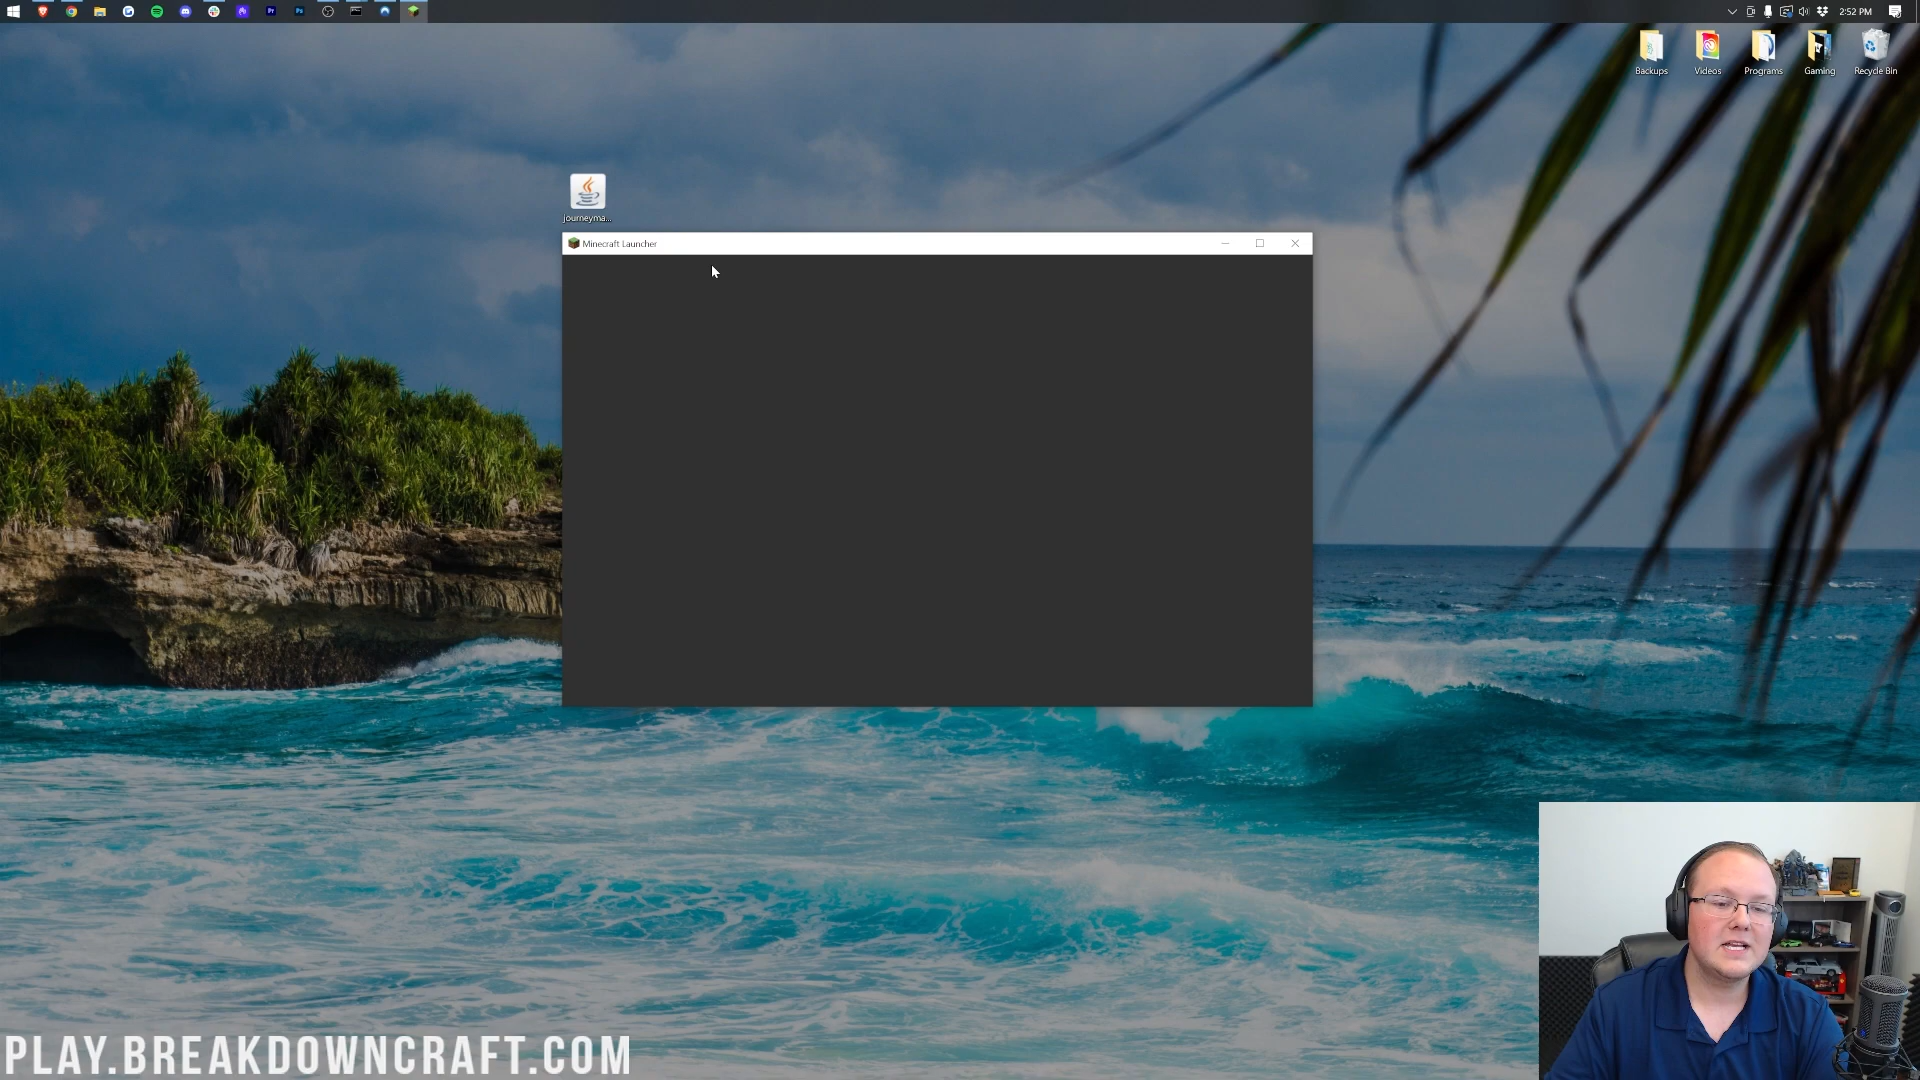 2:52 PM
Backups
Videos
Programs
Gaming
Recycle Bin
journeyma...
Minecraft Launcher
PLAY.BREAKDOWNCRAFT.COM